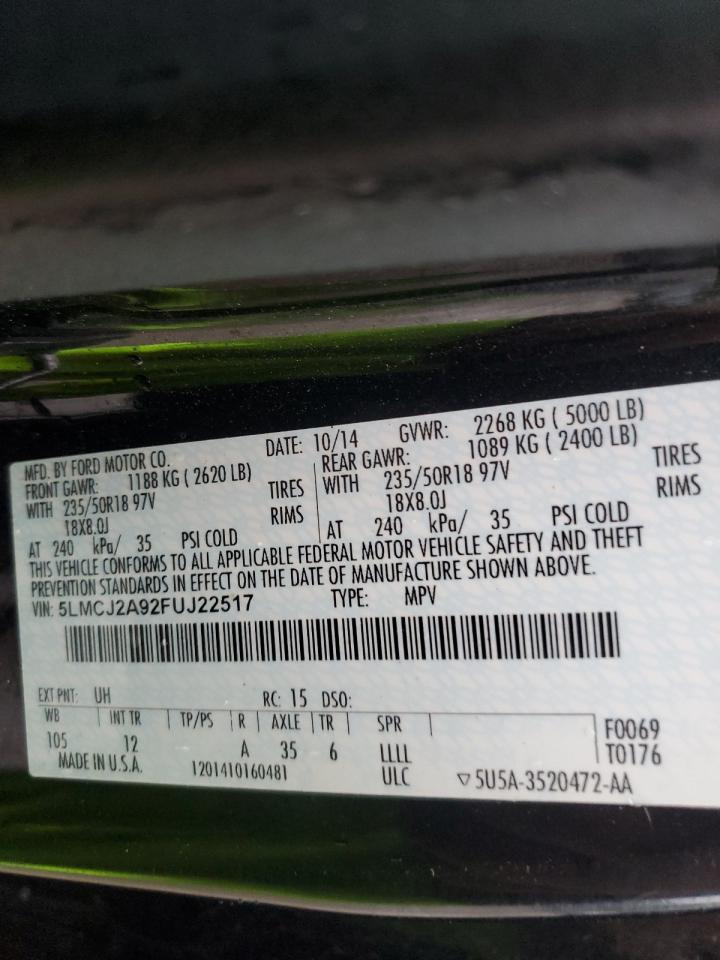 MFD. BY FORD MOTOR CO. DATE: 10/14 GVWR: 2268 KG ( 5000 LB)
FRONT GAWR: 1188 KG ( 2620 LB) REAR GAWR: 1089 KG ( 2400 LB)
WITH 235/50R18 97V TIRES WITH 235/50R18 97V TIRES
18X8.0J RIMS 18X8.0J RIMS
AT 240 kPa/ 35 PSI COLD AT 240 kPa/ 35 PSI COLD
THIS VEHICLE CONFORMS TO ALL APPLICABLE FEDERAL MOTOR VEHICLE SAFETY AND THEFT
PREVENTION STANDARDS IN EFFECT ON THE DATE OF MANUFACTURE SHOWN ABOVE.
VIN: 5LMCJ2A92FUJ22517 TYPE: MPV
EXT PNT: UH RC: 15 DSO:
WB INT TR TP/PS R AXLE TR SPR F0069
105 12 A 35 6 LLLL T0176
MADE IN U.S.A. 1201410160481 ULC ▽5U5A-3520472-AA